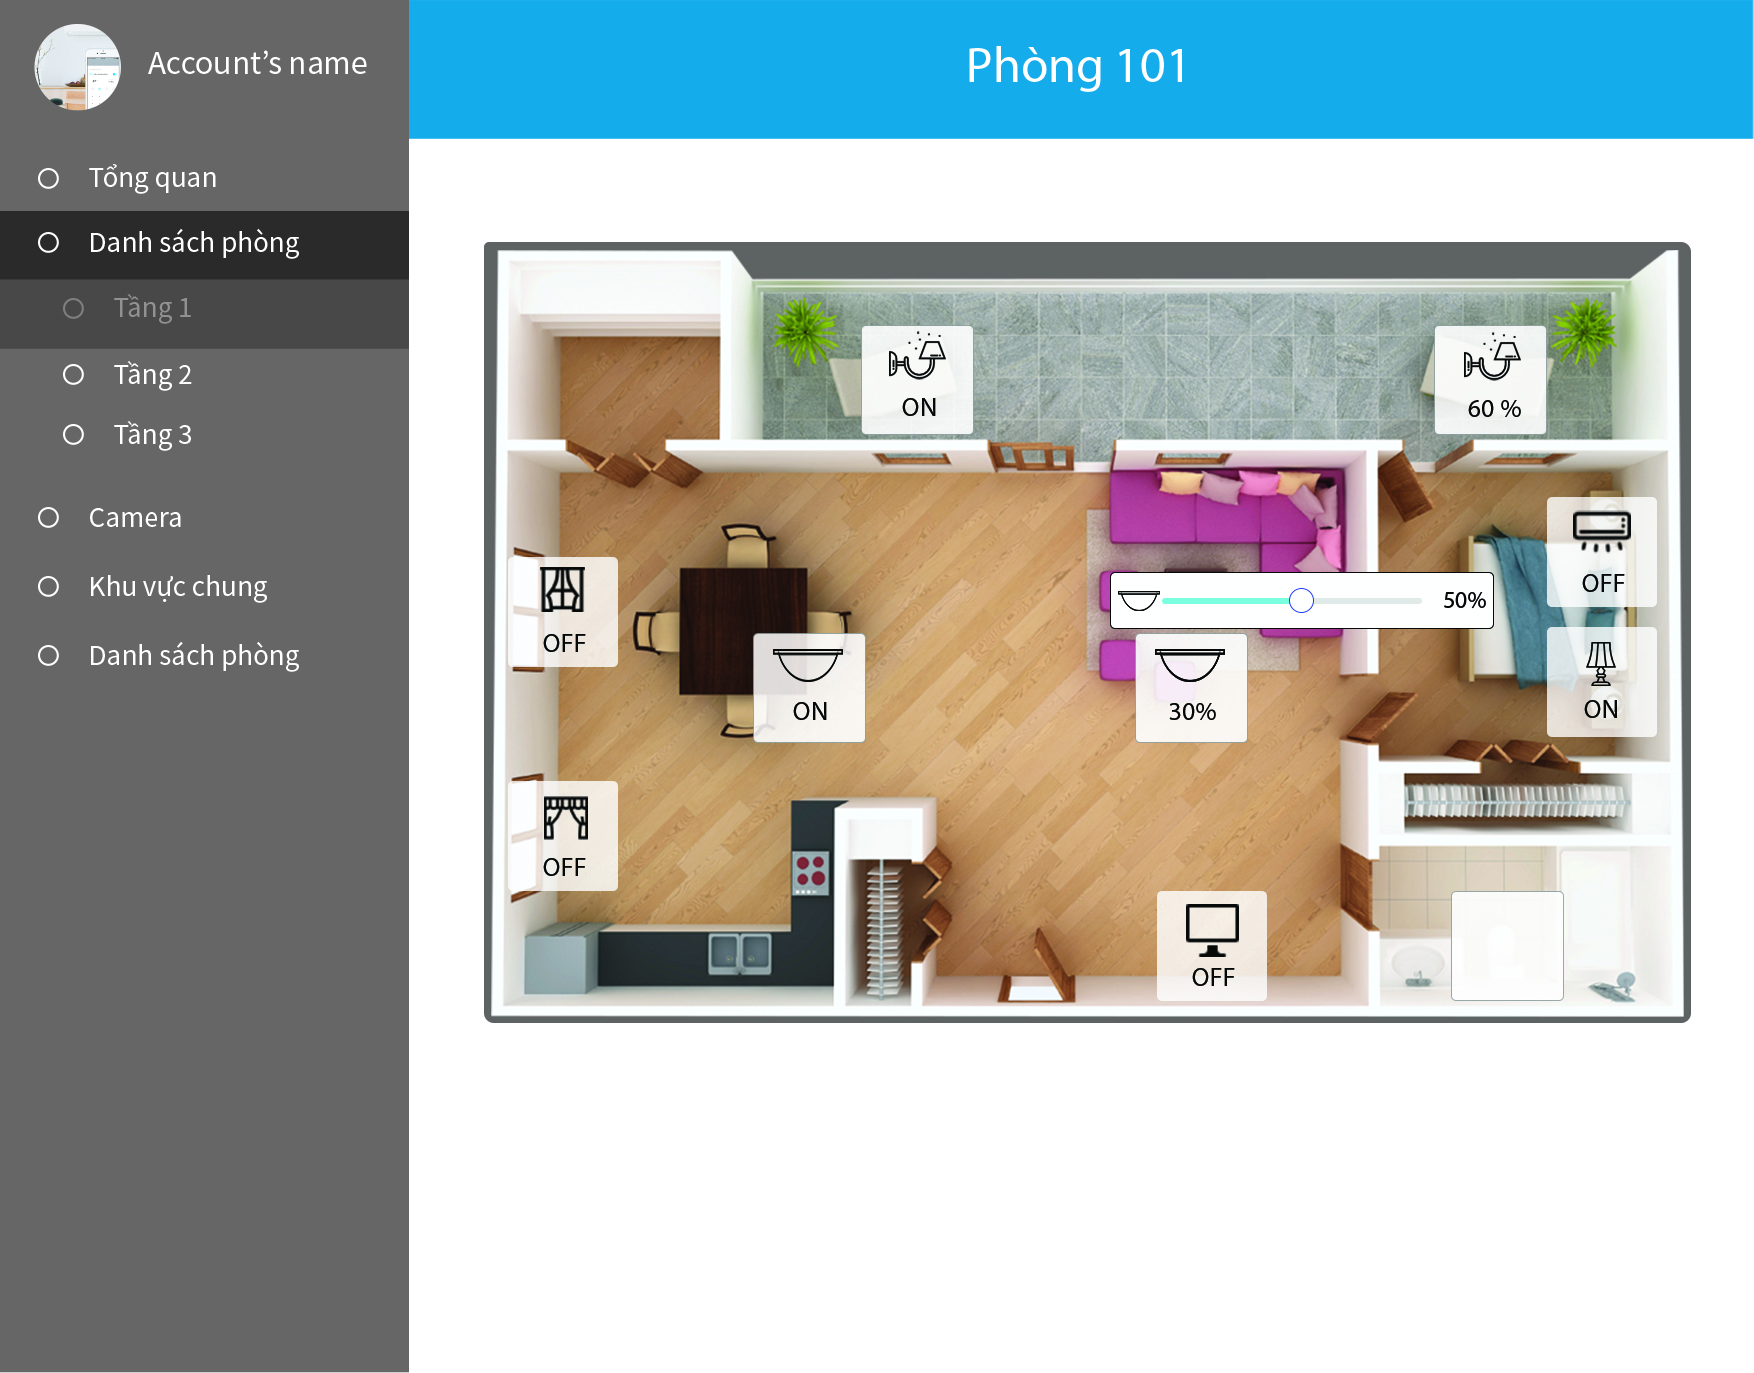 Account’s name
Tổng quan
Danh sách phòng
Tầng 1
Tầng 2
Tầng 3
Camera
Khu vực chung
Danh sách phòng
Phòng 101
ON
60 %
OFF
50%
OFF
ON
30%
ON
OFF
OFF